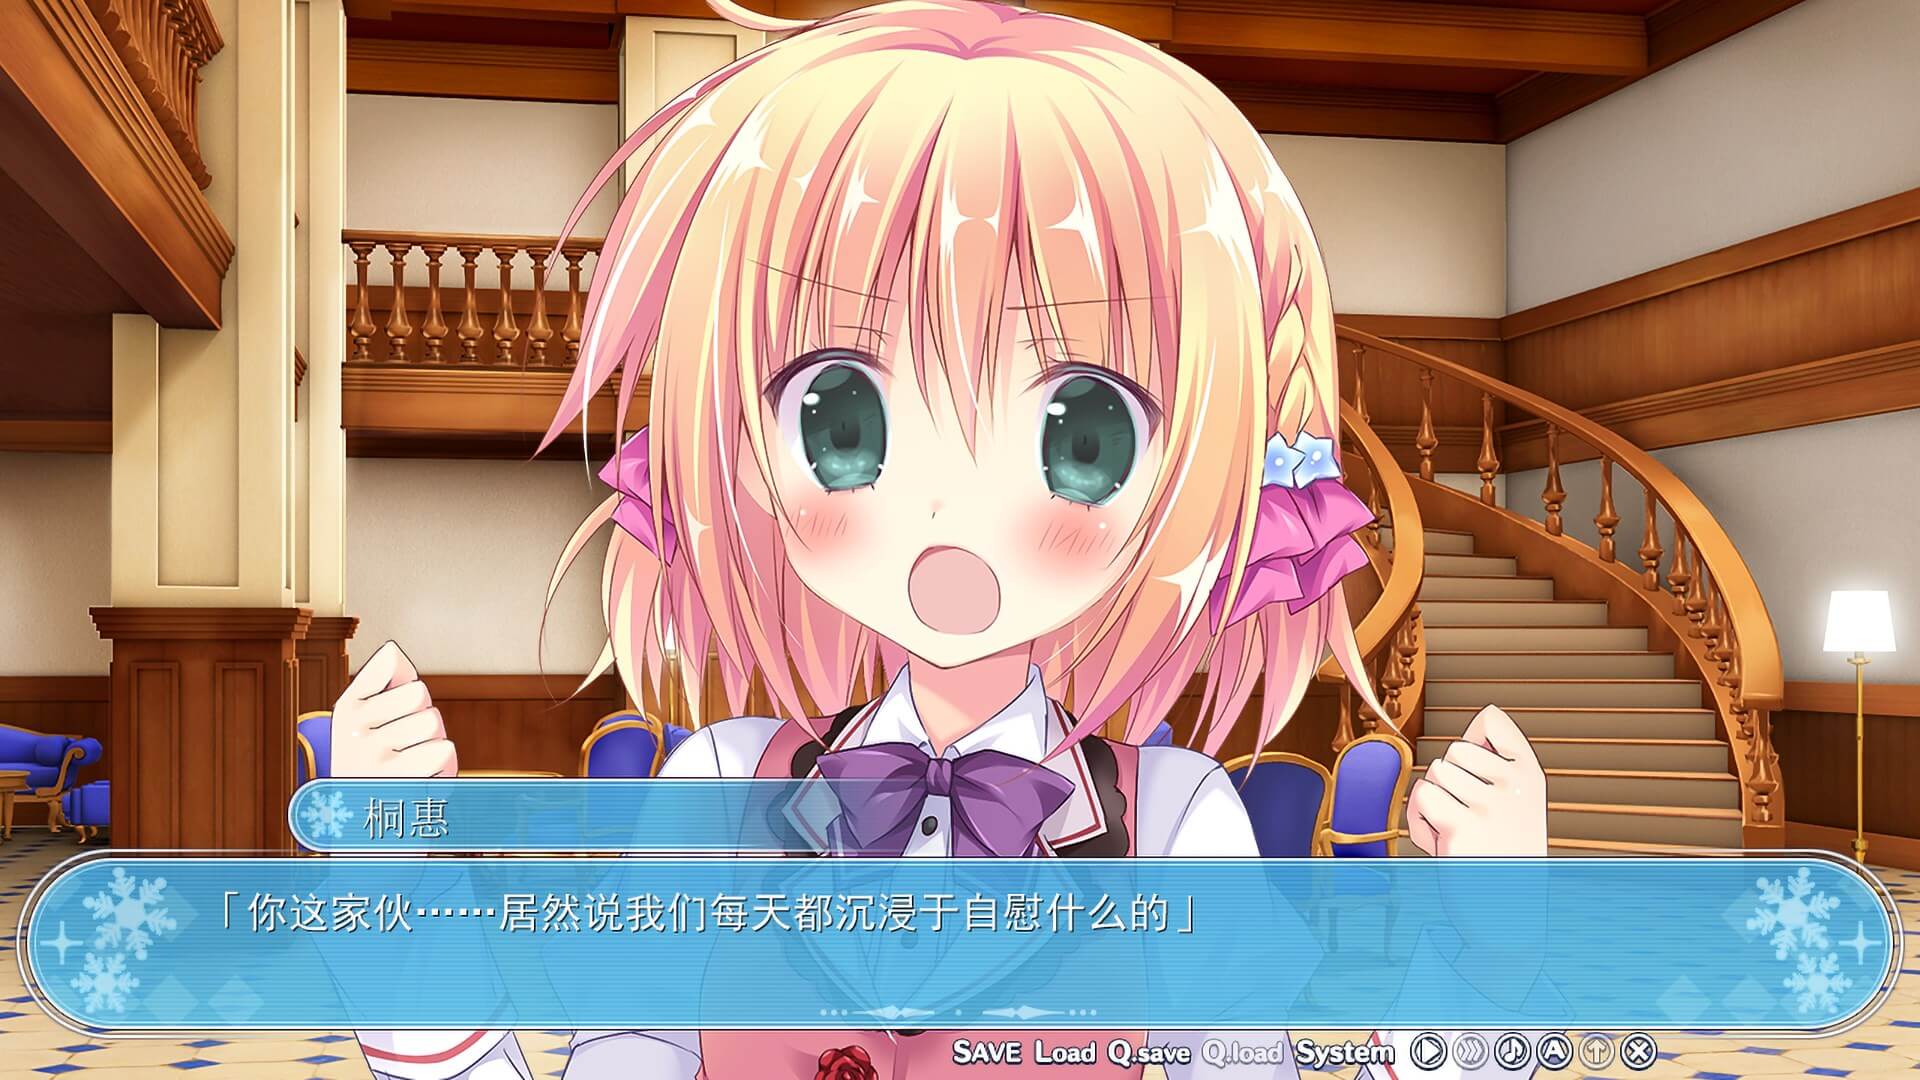 桐惠
「你这家伙……居然说我们每天都沉浸于自慰什么的」
SAVE Load Q.save Q.load System